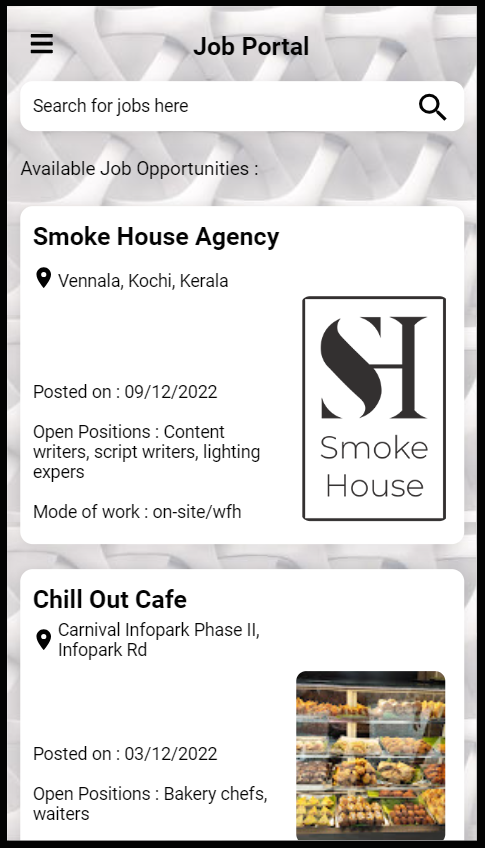 Job Portal
Search for jobs here
Available Job Opportunities :
Smoke House Agency
Vennala, Kochi, Kerala
Posted on : 09/12/2022
Open Positions : Content
writers, script writers, lighting
expers
Mode of work : on-site/wfh
SH
Smoke
House
Chill Out Cafe
Carnival Infopark Phase II,
Infopark Rd
Posted on : 03/12/2022
Open Positions : Bakery chefs,
waiters